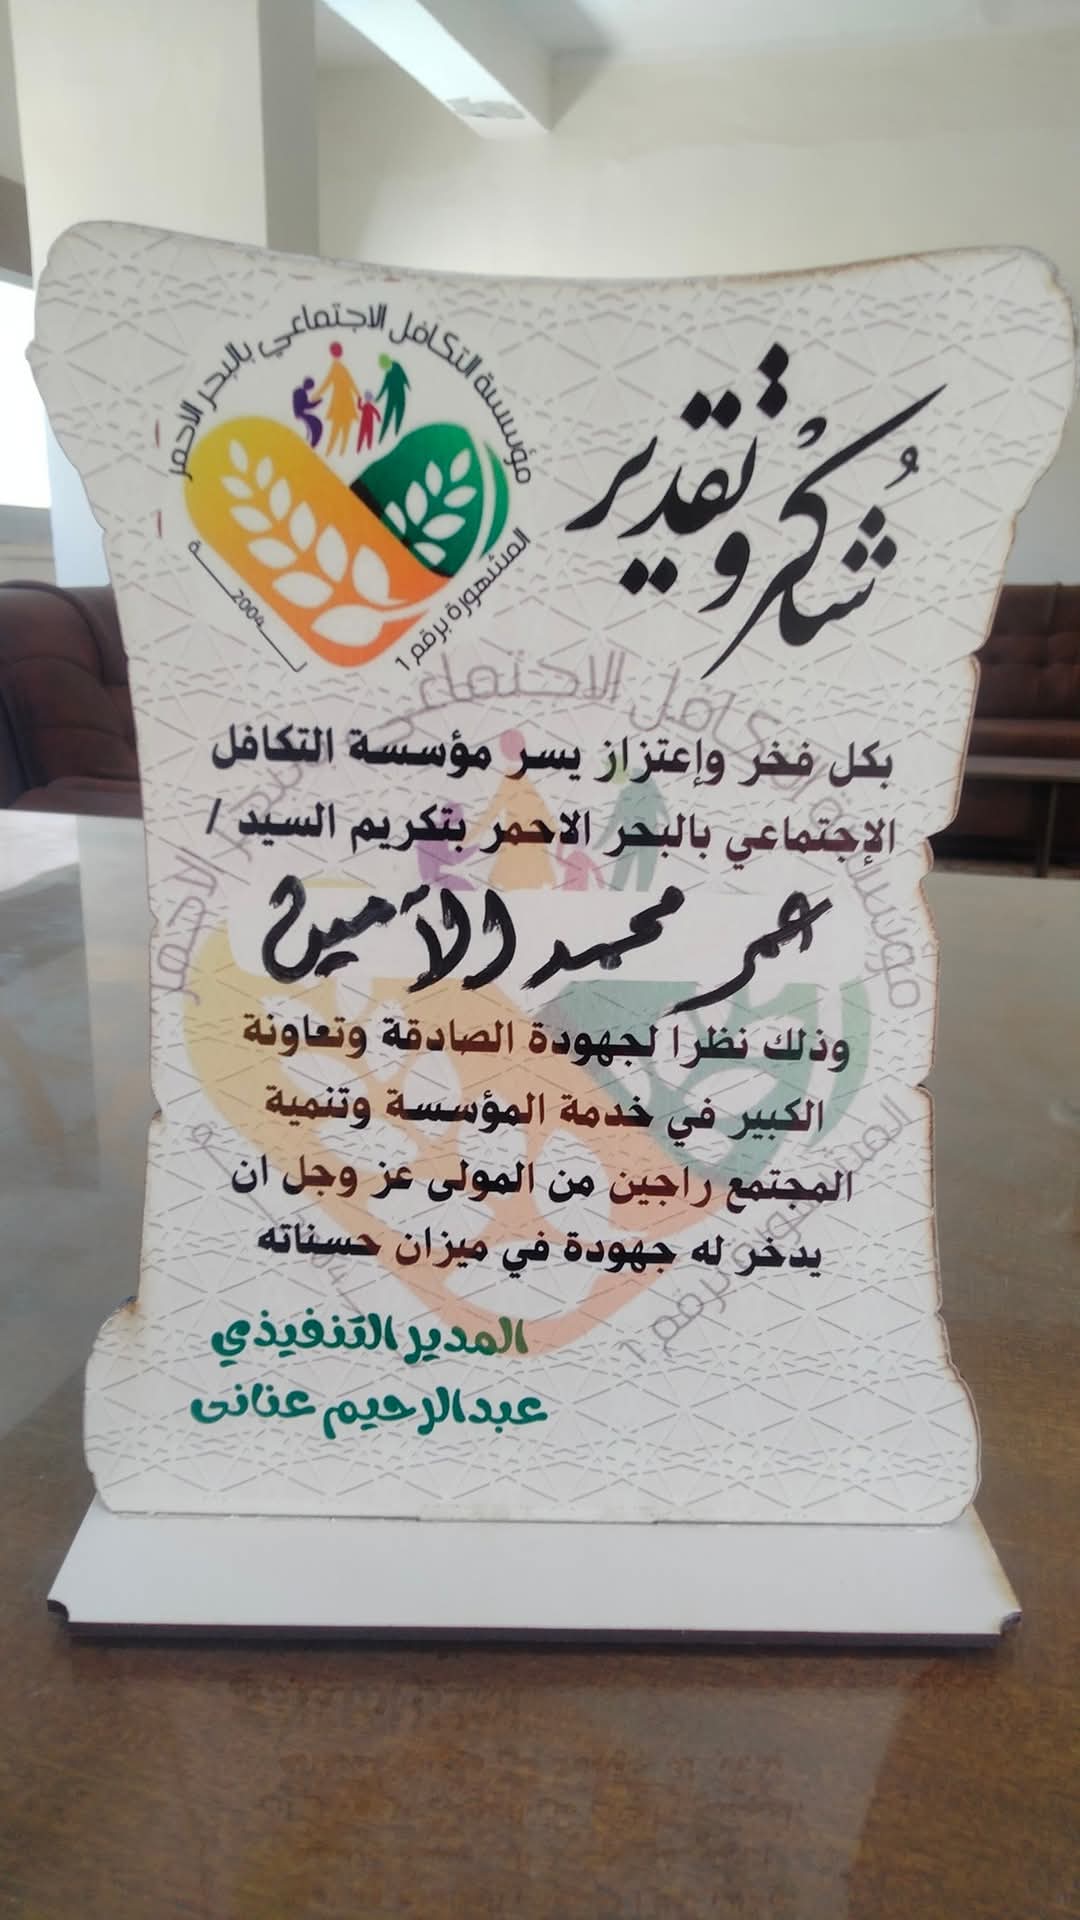 مؤسسة التكافل الاجتماعي بالبحر الاحمر
المشهورة برقم 1
2004
شُكر وتقدير
بكل فخر وإعتزاز يسر مؤسسة التكافل
الإجتماعي بالبحر الاحمر بتكريم السيد /
عمر محمد الأمين
وذلك نظرا لجهودة الصادقة وتعاونة
الكبير في خدمة المؤسسة وتنمية
المجتمع راجين من المولى عز وجل ان
يدخر له جهودة في ميزان حسناته
المدير التنفيذي
عبدالرحيم عنانى